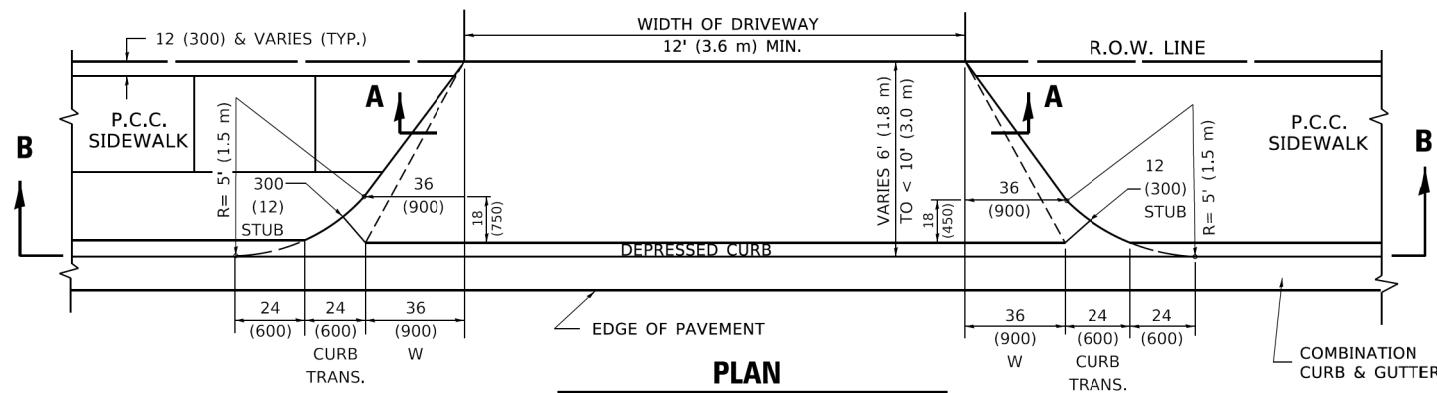 WIDTH OF DRIVEWAY
12' (3.6 m) MIN.
12 (300) & VARIES (TYP.)
R.O.W. LINE
A
A
P.C.C.
SIDEWALK
P.C.C.
SIDEWALK
B
B
R= 5' (1.5 m)
300
(12)
STUB
36
(900)
18
(750)
VARIES 6' (1.8 m)
TO < 10' (3.0 m)
36
(900)
18
(450)
12
(300)
STUB
R= 5' (1.5 m)
DEPRESSED CURB
24
(600)
24
(600)
CURB
TRANS.
36
(900)
W
EDGE OF PAVEMENT
36
(900)
W
24
(600)
CURB
TRANS.
24
(600)
COMBINATION
CURB & GUTTER
PLAN